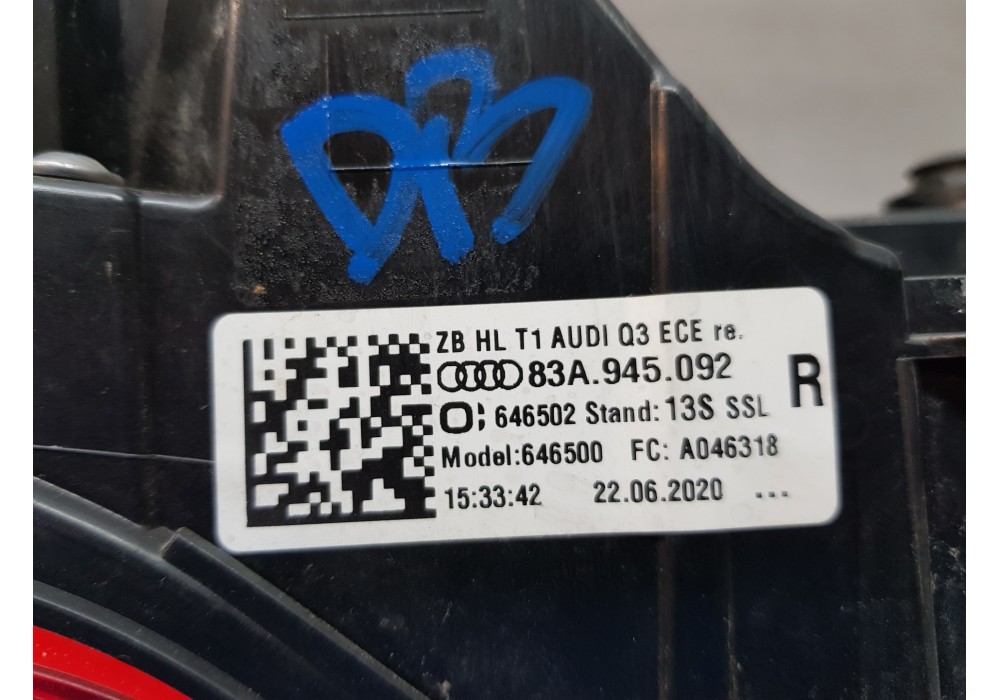 ZB HL T1 AUDI Q3 ECE re.
83A.945.092
R
646502 Stand: 13S SSL
Model:646500 FC: A046318
15:33:42 22.06.2020 ...